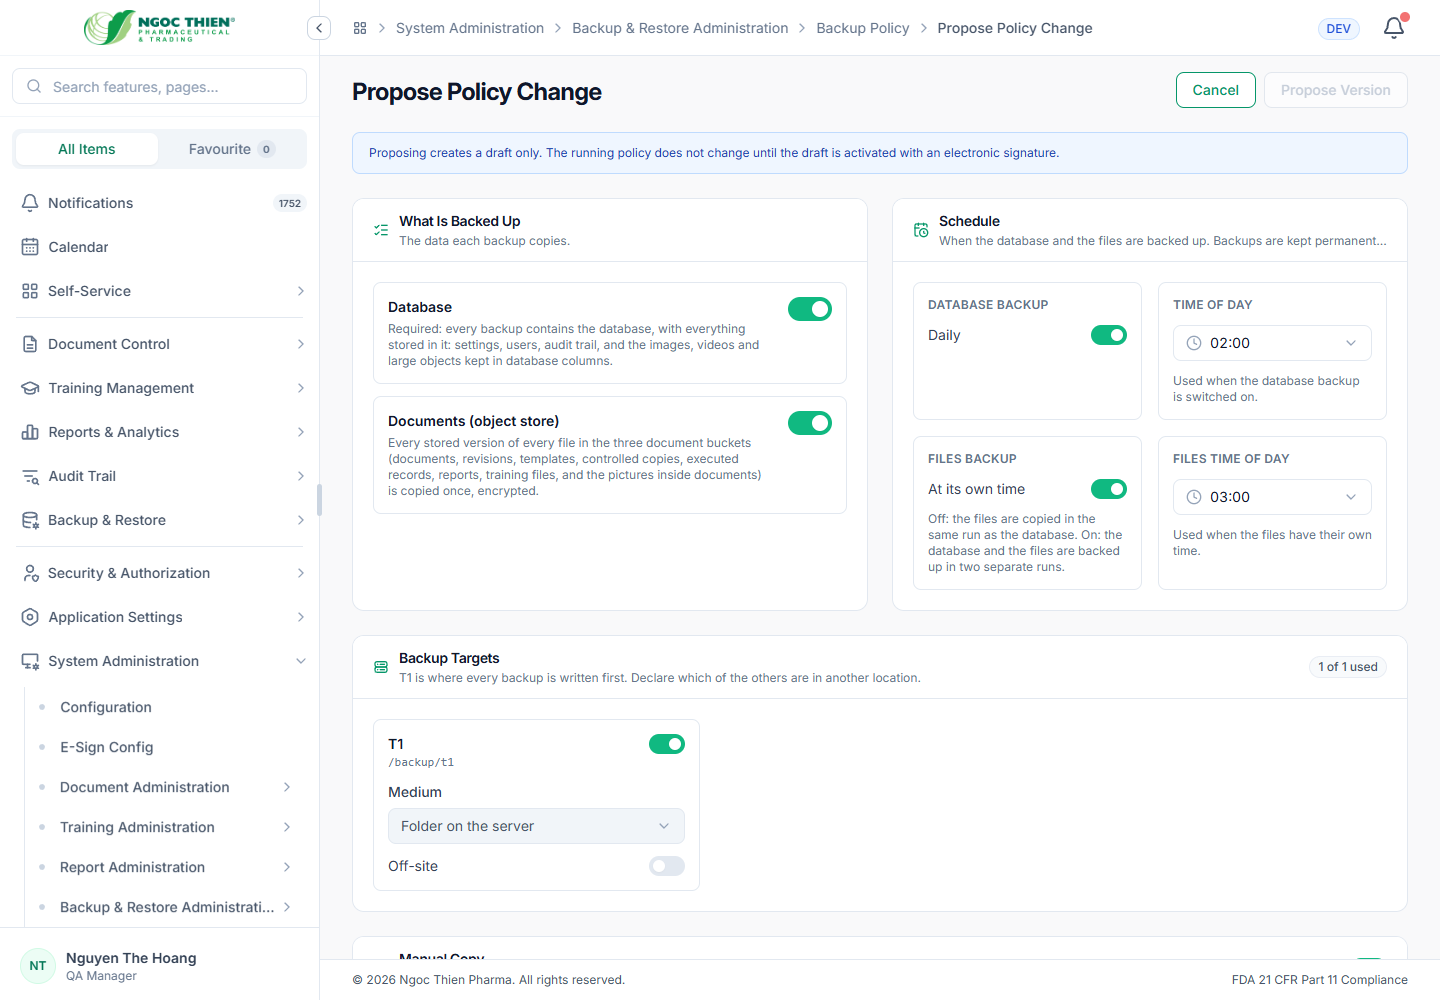 NGOC THIEN®
PHARMACEUTICAL
& TRADING
Search features, pages...
All Items
Favourite 0
Notifications 1752
Calendar
Self-Service
Document Control
Training Management
Reports & Analytics
Audit Trail
Backup & Restore
Security & Authorization
Application Settings
System Administration
Configuration
E-Sign Config
Document Administration
Training Administration
Report Administration
Backup & Restore Administrati...
NT
Nguyen The Hoang
QA Manager
System Administration > Backup & Restore Administration > Backup Policy > Propose Policy Change
DEV
Propose Policy Change
Cancel
Propose Version
Proposing creates a draft only. The running policy does not change until the draft is activated with an electronic signature.
What Is Backed Up
The data each backup copies.
Database
Required: every backup contains the database, with everything
stored in it: settings, users, audit trail, and the images, videos and
large objects kept in database columns.
Documents (object store)
Every stored version of every file in the three document buckets
(documents, revisions, templates, controlled copies, executed
records, reports, training files, and the pictures inside documents)
is copied once, encrypted.
Schedule
When the database and the files are backed up. Backups are kept permanent...
DATABASE BACKUP
Daily
TIME OF DAY
02:00
Used when the database backup
is switched on.
FILES BACKUP
At its own time
Off: the files are copied in the
same run as the database. On: the
database and the files are backed
up in two separate runs.
FILES TIME OF DAY
03:00
Used when the files have their own
time.
Backup Targets
T1 is where every backup is written first. Declare which of the others are in another location.
1 of 1 used
T1
/backup/t1
Medium
Folder on the server
Off-site
Manual Copy
© 2026 Ngoc Thien Pharma. All rights reserved.
FDA 21 CFR Part 11 Compliance